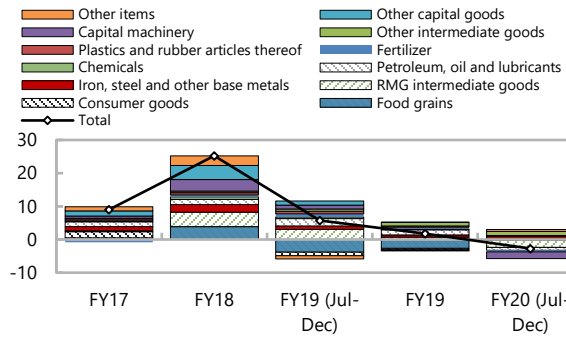 Other items
Other capital goods
Capital machinery
Other intermediate goods
Plastics and rubber articles thereof
Fertilizer
Chemicals
Petroleum, oil and lubricants
Iron, steel and other base metals
RMG intermediate goods
Consumer goods
Food grains
Total
30
20
10
0
-10
FY17
FY18
FY19 (Jul-
Dec)
FY19
FY20 (Jul-
Dec)